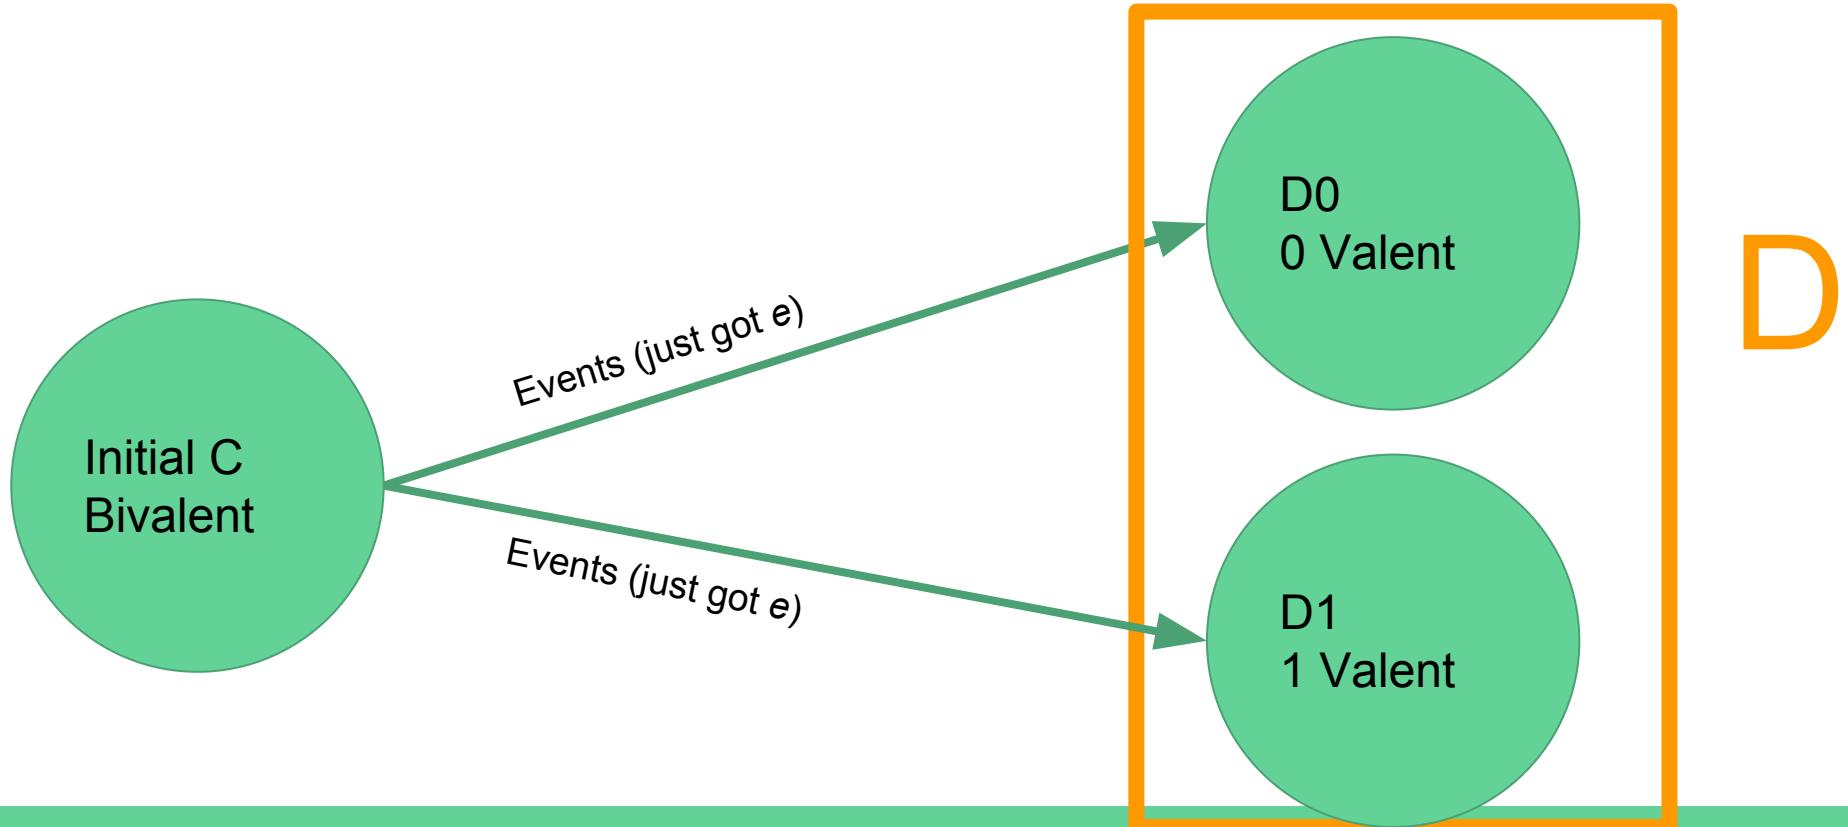 Initial C
Bivalent
Events (just got e)
Events (just got e)
D0
0 Valent
D1
1 Valent
D